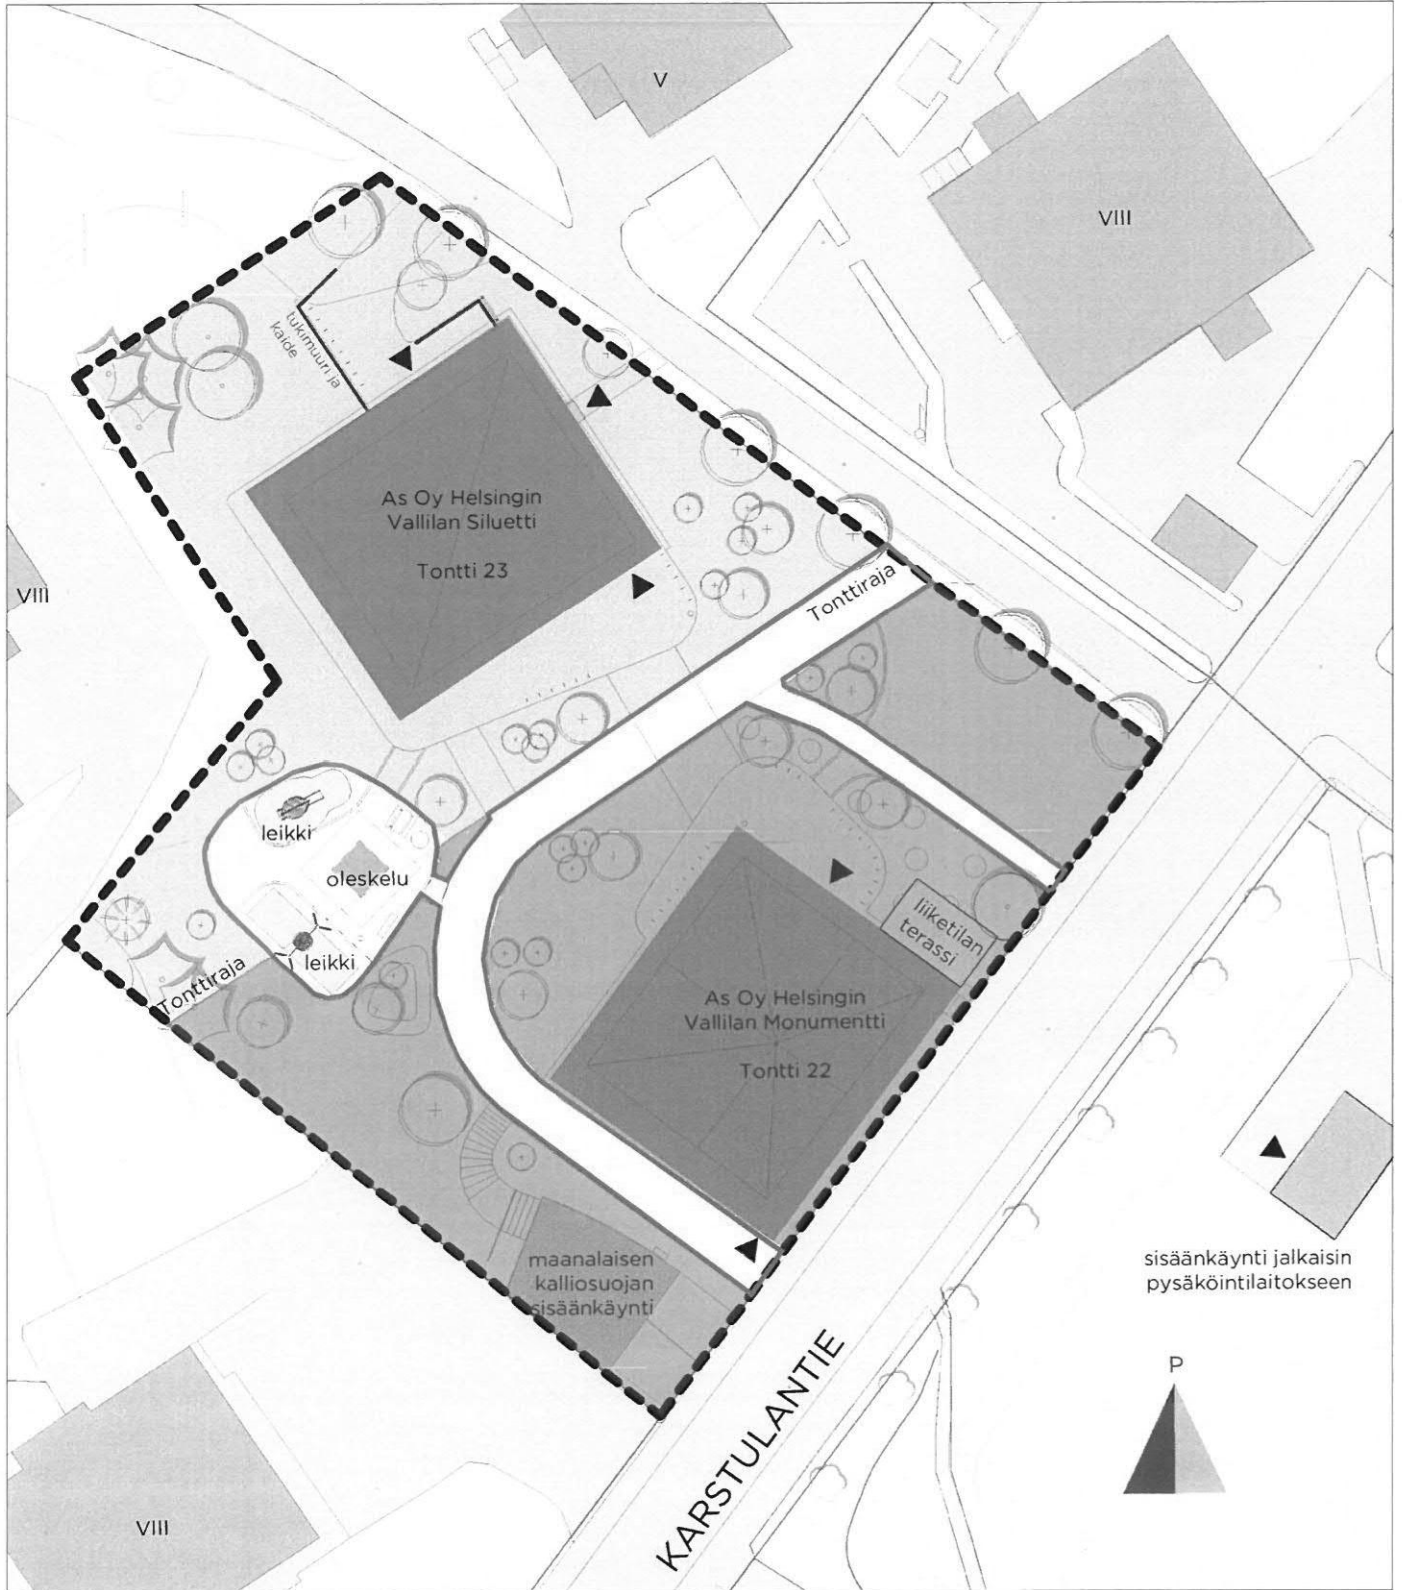 V
VIII
tukimuuri ja
kaide
As Oy Helsingin
Vallilan Siluetti
Tontti 23
VIII
Tonttiraja
leikki
oleskelu
leikki
Tonttiraja
liiketilan
terassi
As Oy Helsingin
Vallilan Monumentti
Tontti 22
maanalaisen
kalliosuojan
sisäänkäynti
sisäänkäynti jalkaisin
pysäköintilaitokseen
P
KARSTULANTIE
VIII